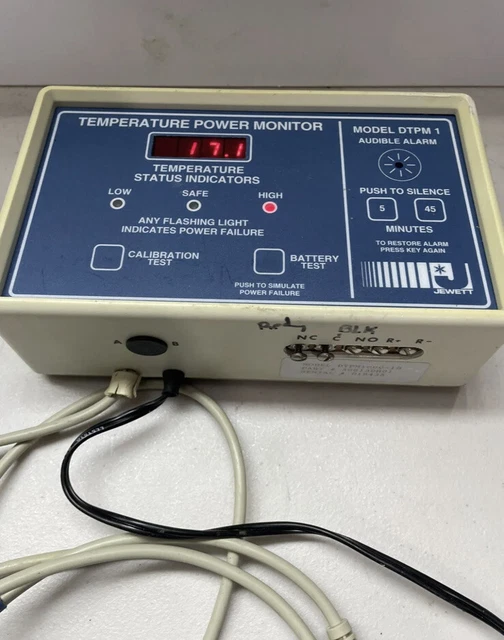 TEMPERATURE POWER MONITOR
17.1
TEMPERATURE
STATUS INDICATORS
LOW SAFE HIGH
ANY FLASHING LIGHT
INDICATES POWER FAILURE
CALIBRATION
TEST
BATTERY
TEST
PUSH TO SIMULATE
POWER FAILURE
MODEL DTPM 1
AUDIBLE ALARM
PUSH TO SILENCE
5 45
MINUTES
TO RESTORE ALARM
PRESS KEY AGAIN
JEWETT
BLK
NC C NO R+ R-
A B